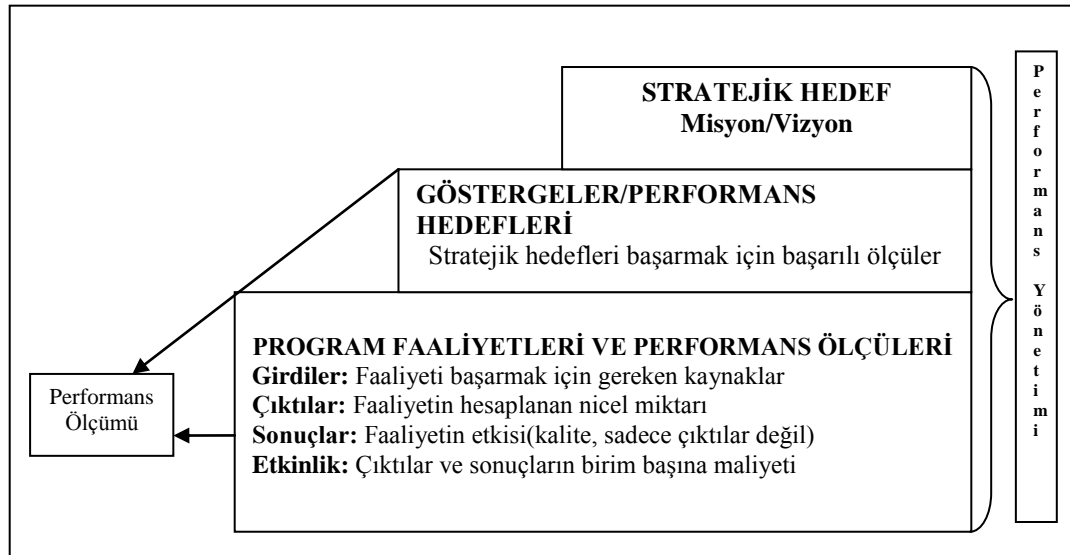 STRATEJİK HEDEF
Misyon/Vizyon
GÖSTERGELER/PERFORMANS
HEDEFLERİ
Stratejik hedefleri başarmak için başarılı ölçüler
PROGRAM FAALİYETLERİ VE PERFORMANS ÖLÇÜLERİ
Girdiler: Faaliyeti başarmak için gereken kaynaklar
Çıktılar: Faaliyetin hesaplanan nicel miktarı
Sonuçlar: Faaliyetin etkisi(kalite, sadece çıktılar değil)
Etkinlik: Çıktılar ve sonuçların birim başına maliyeti
Performans
Ölçümü
Performans Yönetimi